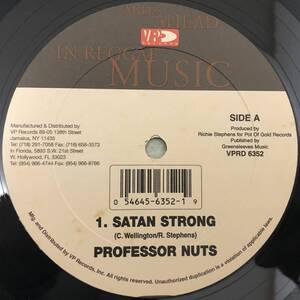 MILES AHEAD
VP
RECORDS
IN REGGAE
MUSIC
SIDE A
Manufactured & Distributed by
VP Records 89-05 138th Street
Jamaica, NY 11435
Tel: (718) 291-7058 Fax: (718) 658-3573
In Florida, 5893 S.W. 21st Street
W. Hollywood, FL 33023
Tel: (954) 966-4744 Fax: (954) 966-8766
Produced by
Richie Stephens for Pot Of Gold Records
Published by
Greensleeves Music
VPRD 6352
0 54645-6352-1 9
1. SATAN STRONG
(C. Wellington/R. Stephens)
PROFESSOR NUTS
Mfg. and Distributed by VP Records, Inc. All rights reserved. Unauthorized duplication is a violation of